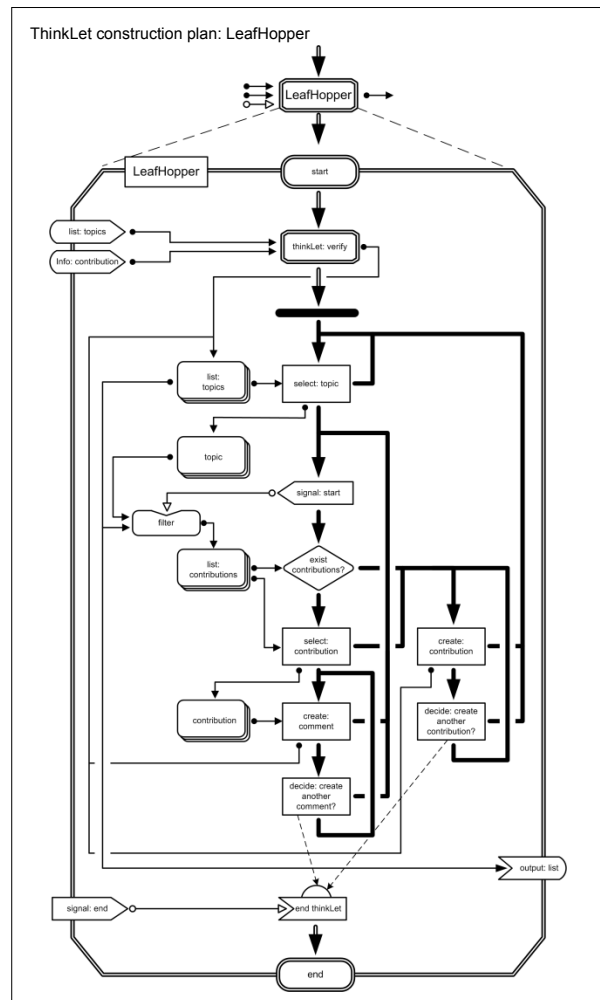 ThinkLet construction plan: LeafHopper
LeafHopper
LeafHopper
start
list: topics
thinkLet: verify
Info: contribution
list:
topics
select: topic
topic
signal: start
filter
exist
contributions?
list:
contributions
select:
contribution
create:
contribution
contribution
create:
comment
decide: create
another
contribution?
decide: create
another
comment?
output: list
signal: end
end thinkLet
end